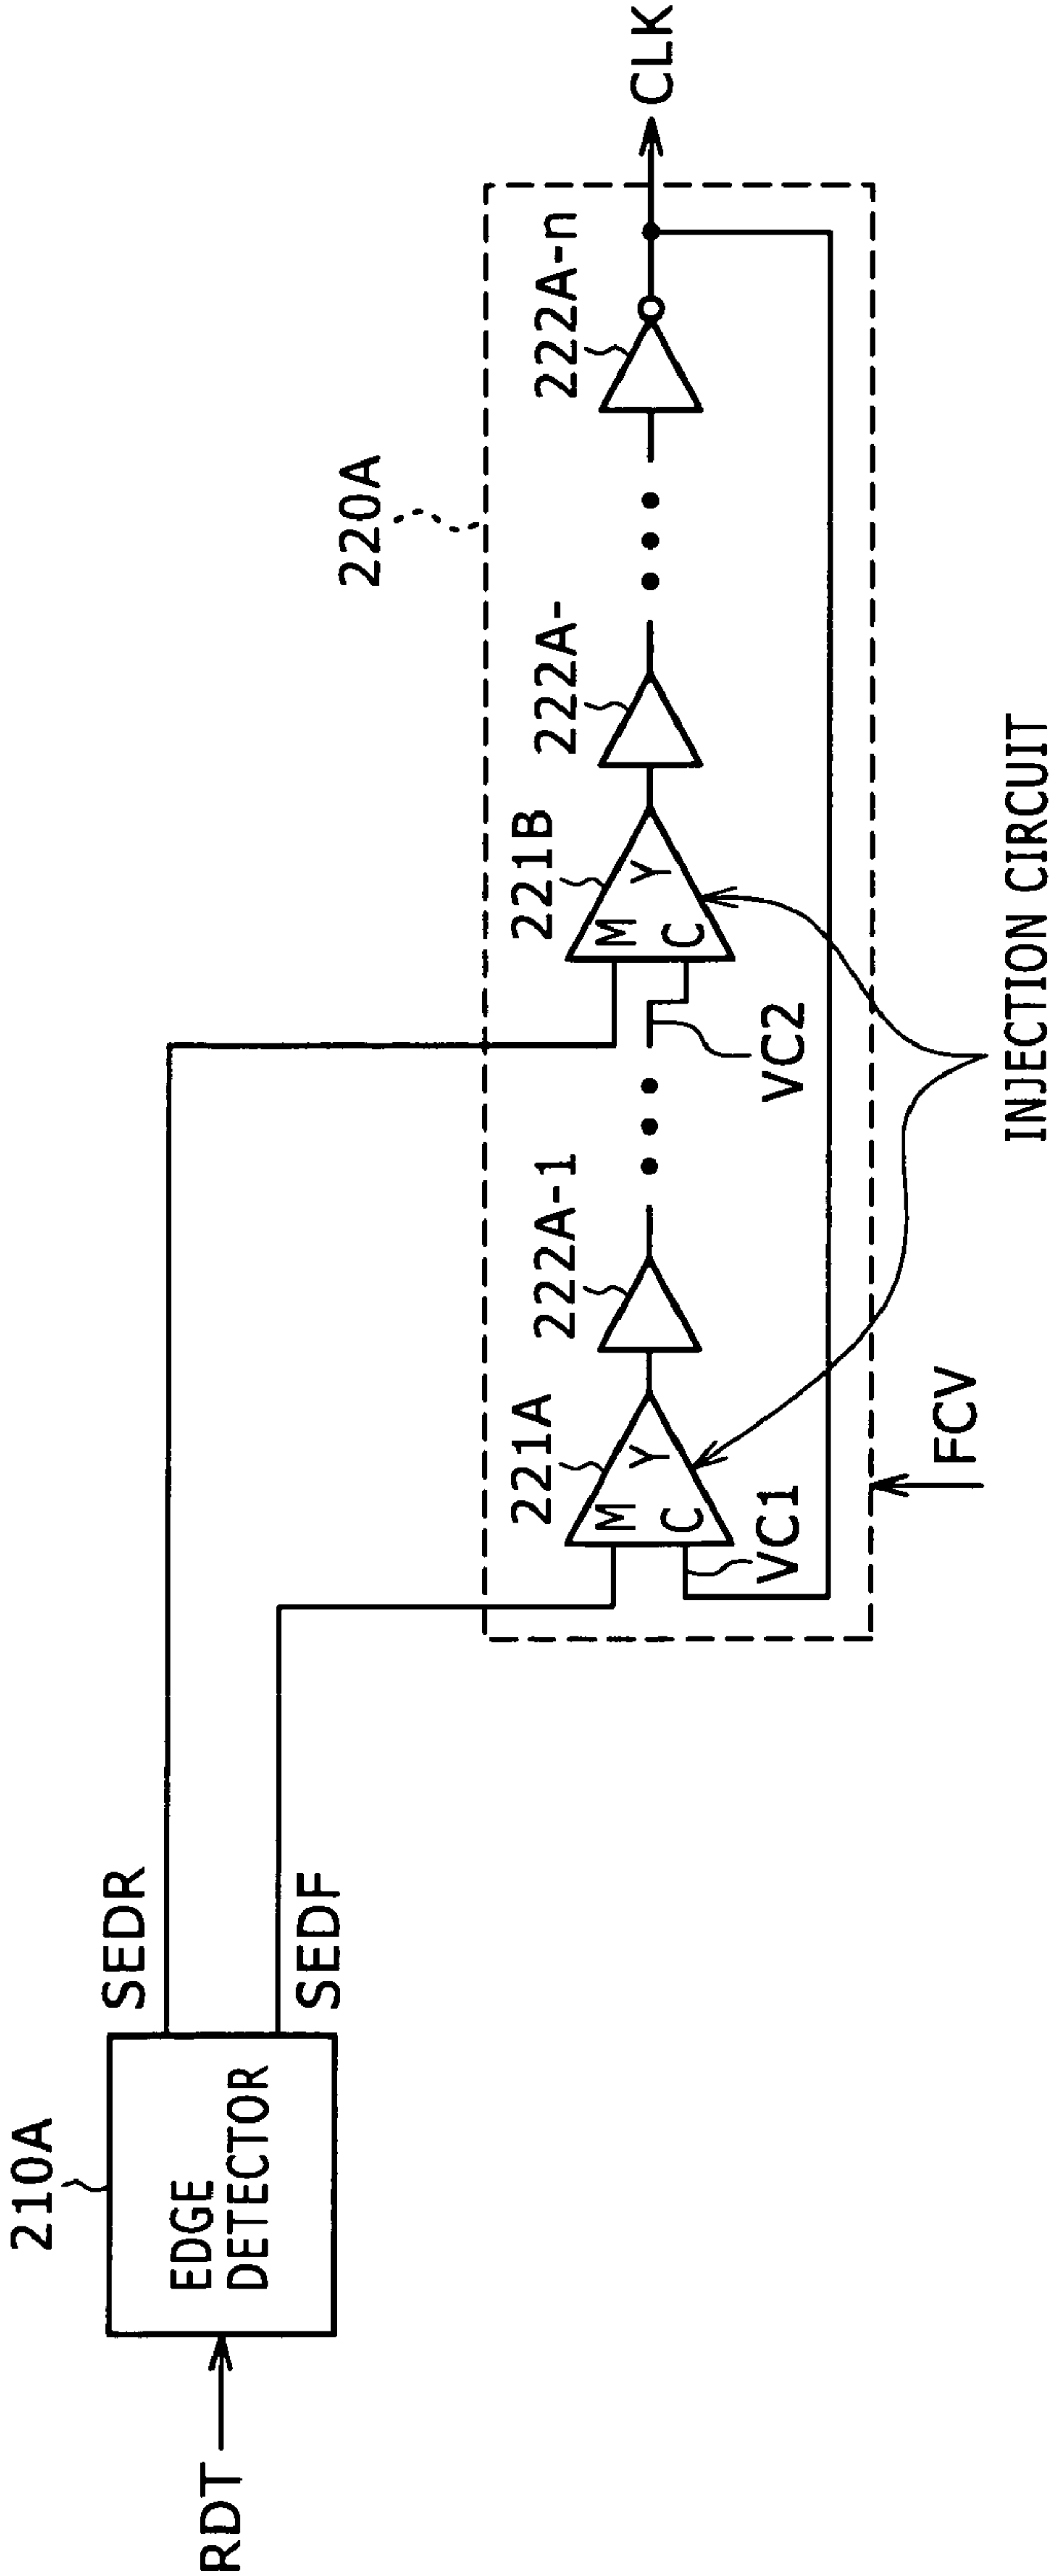 210A
RDT
EDGE
DETECTOR
SEDR
SEDF
220A
221A
M
C
Y
VC1
222A-1
221B
M
C
Y
VC2
222A-
222A-n
CLK
FCV
INJECTION CIRCUIT